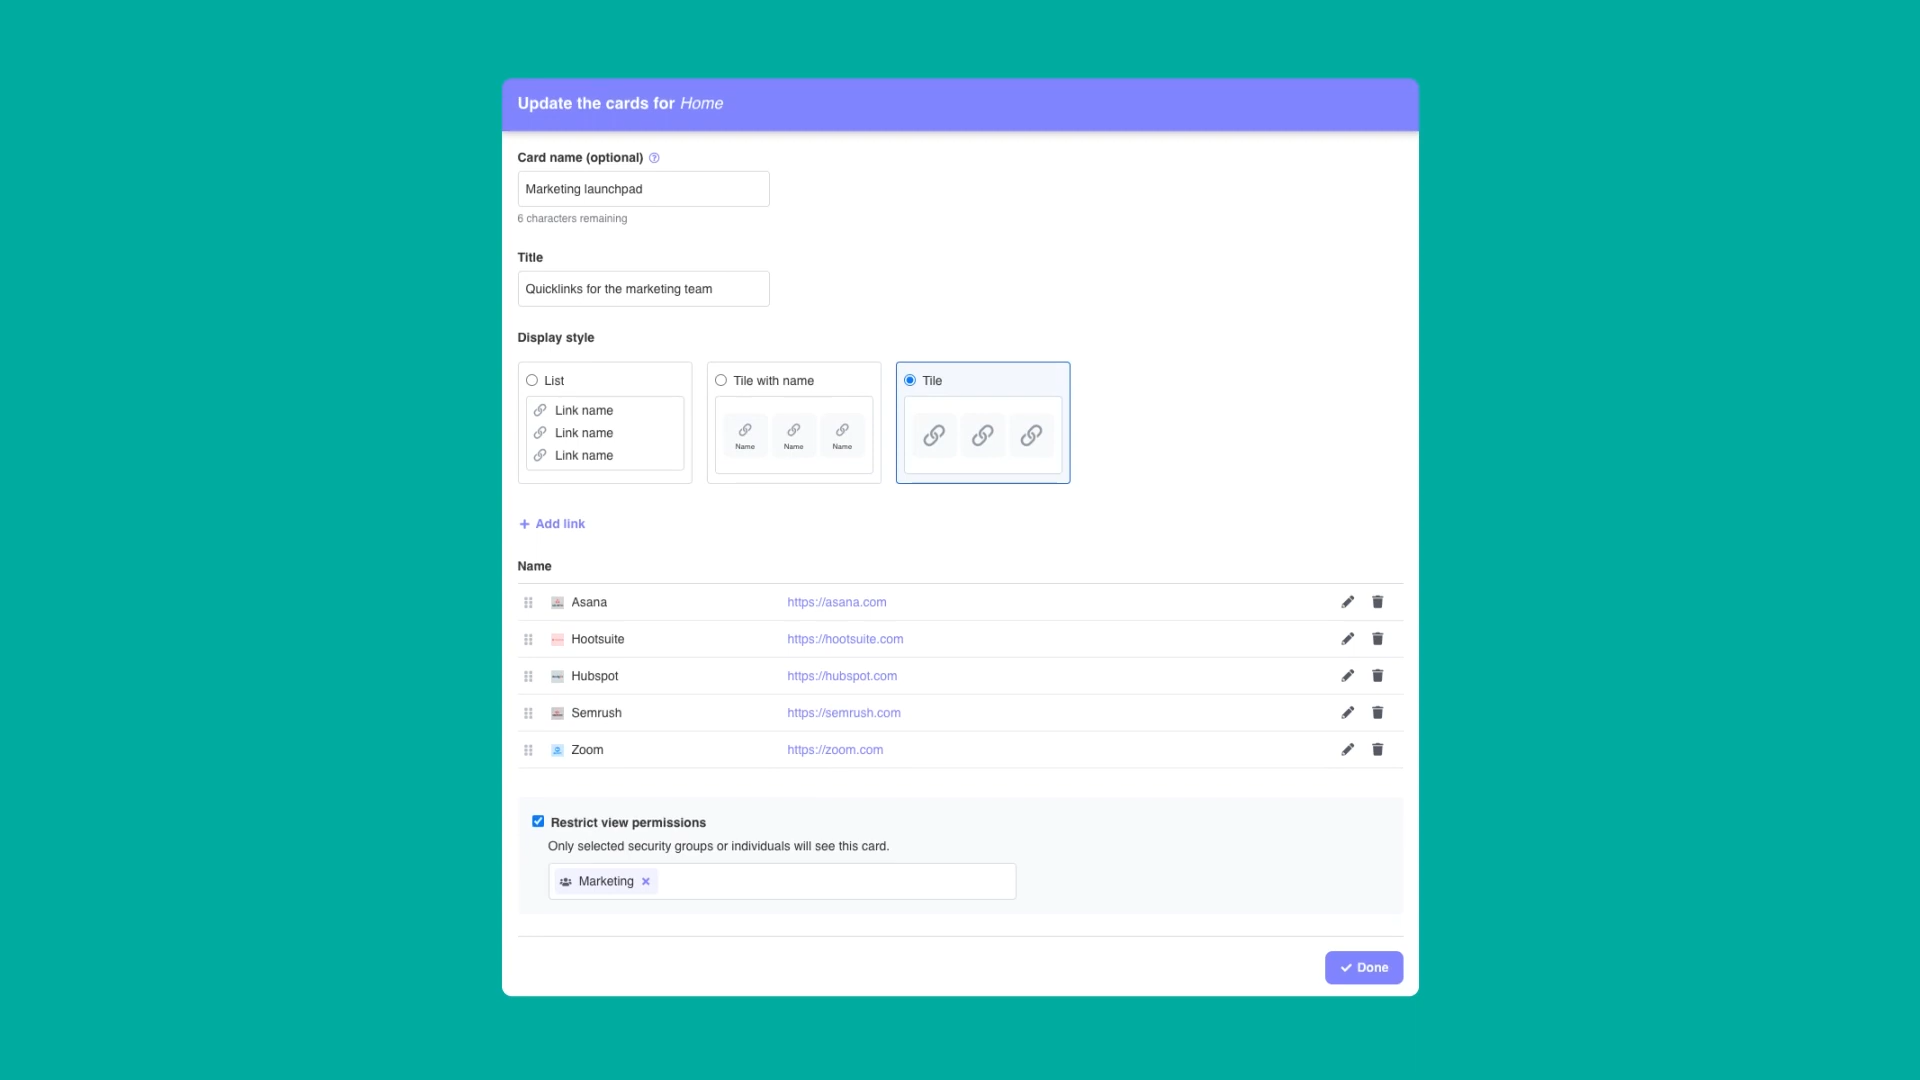 Update the cards for Home
Card name (optional)
Marketing launchpad
6 characters remaining
Title
Quicklinks for the marketing team
Display style
List
Link name
Link name
Link name
Tile with name
Name
Name
Name
Tile
+ Add link
Name
Asana https://asana.com
Hootsuite https://hootsuite.com
Hubspot https://hubspot.com
Semrush https://semrush.com
Zoom https://zoom.com
Restrict view permissions
Only selected security groups or individuals will see this card.
Marketing ×
Done